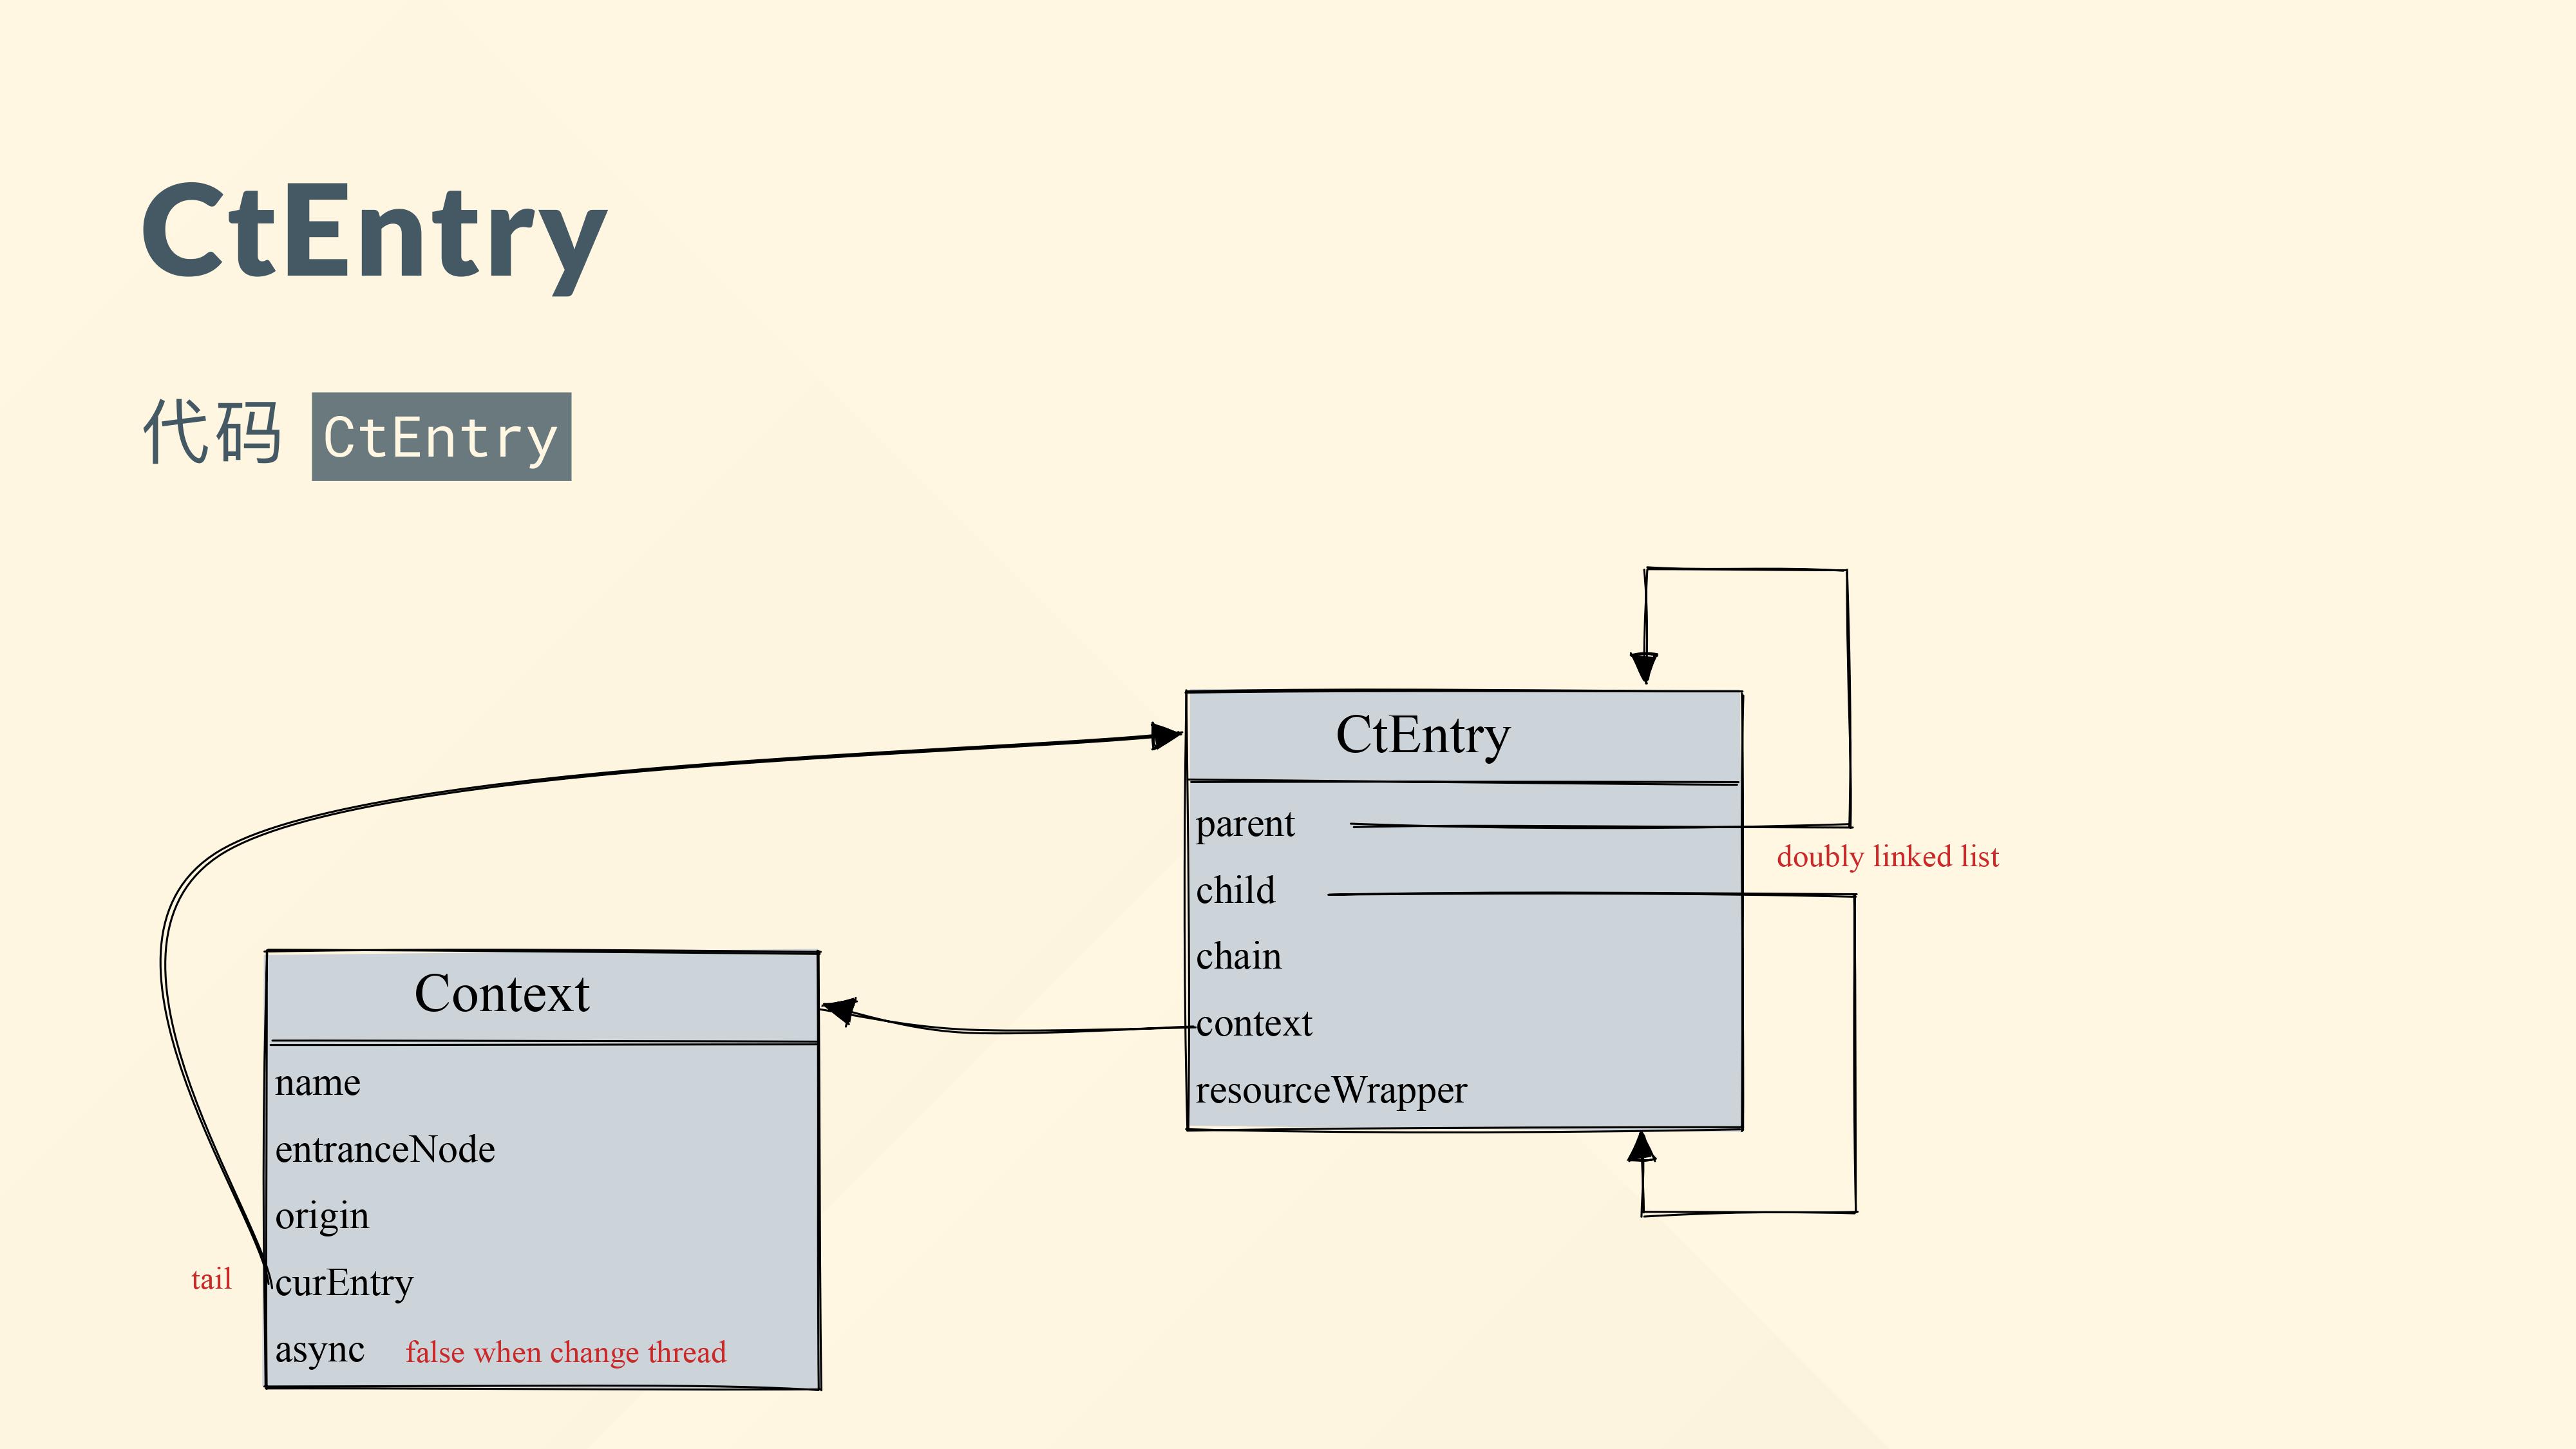 CtEntry
代码 CtEntry
CtEntry
parent
doubly linked list
child
chain
context
resourceWrapper
Context
name
entranceNode
origin
tail
curEntry
async false when change thread